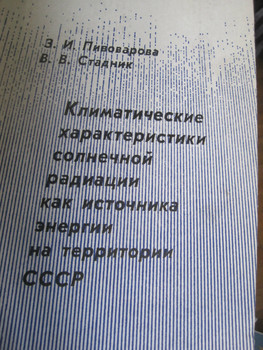 З. И. Пивоварова
В. В. Стадник
Климатические
характеристики
солнечной
радиации
как источника
энергии
на территории
СССР